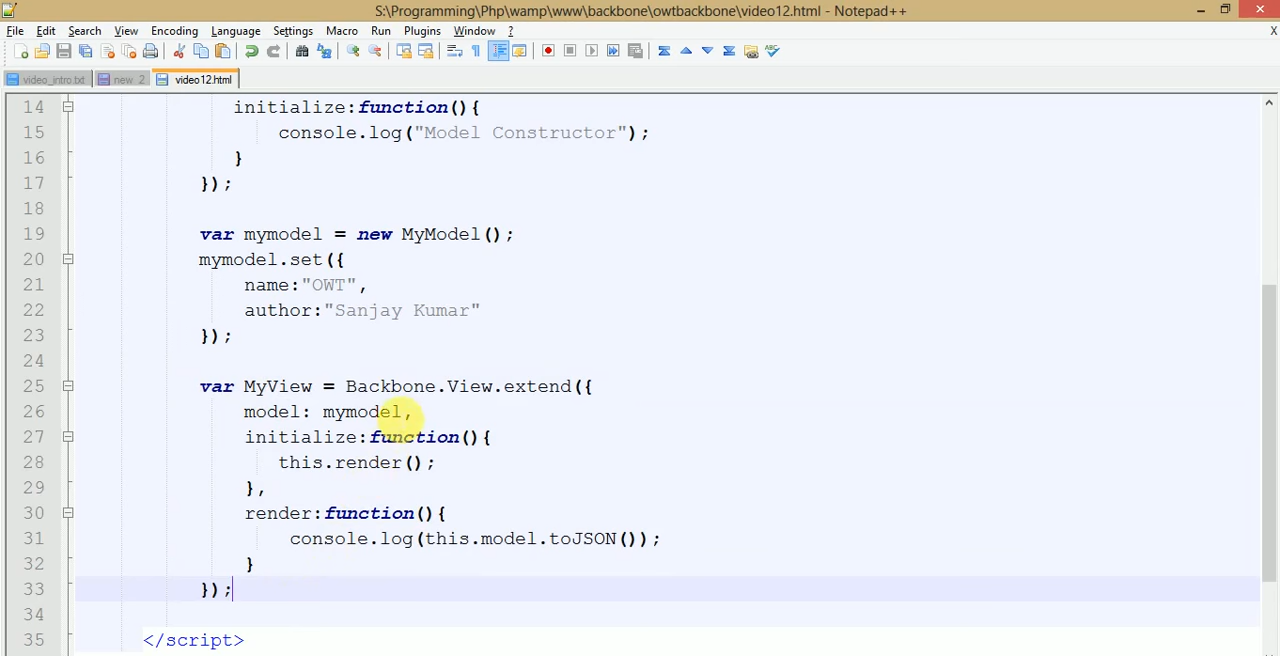 S:\Programming\Php\wamp\www\backbone\owtbackbone\video12.html - Notepad++
File Edit Search View Encoding Language Settings Macro Run Plugins Window ? X
video_intro.txt new 2 video12.html
14 initialize:function(){
15 console.log("Model Constructor");
16 }
17 });
18
19 var mymodel = new MyModel();
20 mymodel.set({
21 name:"OWT",
22 author:"Sanjay Kumar"
23 });
24
25 var MyView = Backbone.View.extend({
26 model: mymodel,
27 initialize:function(){
28 this.render();
29 },
30 render:function(){
31 console.log(this.model.toJSON());
32 }
33 });
34
35 </script>